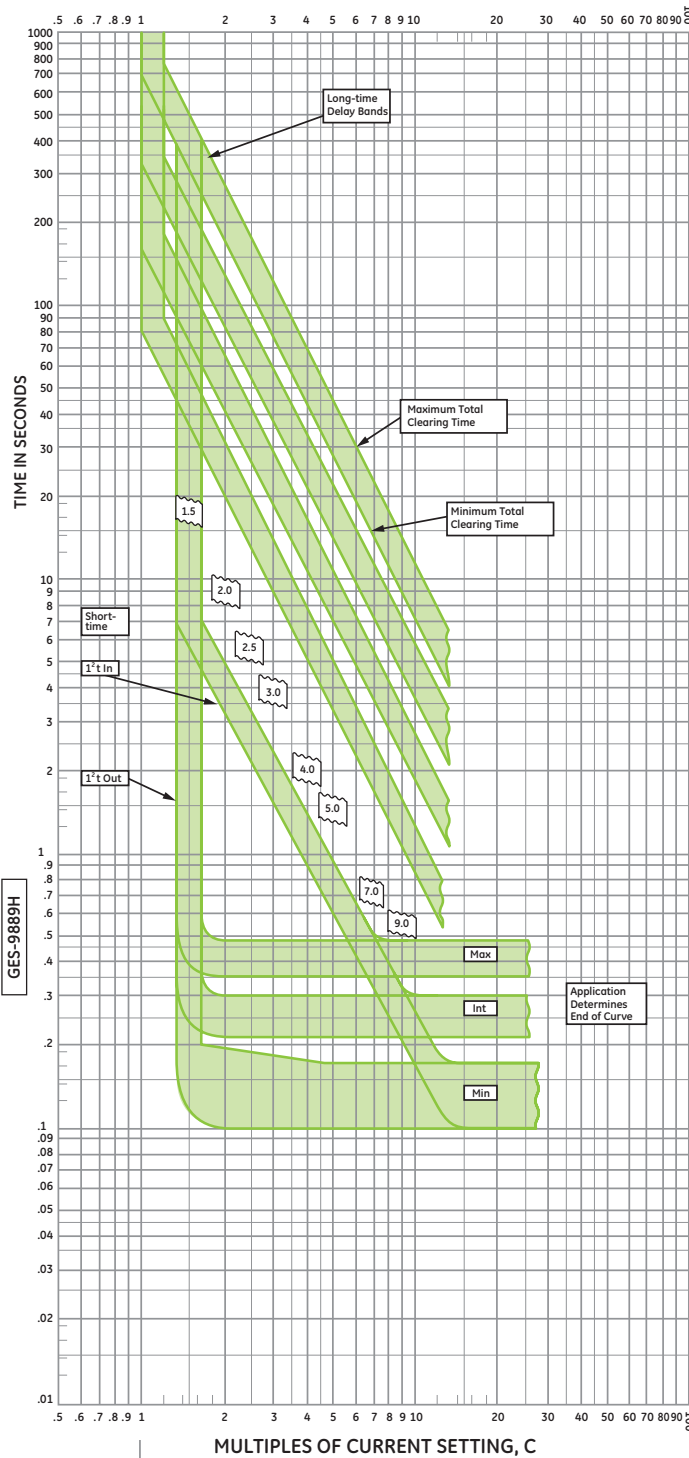 .5 .6 .7 .8 .9 1 2 3 4 5 6 7 8 9 10 20 30 40 50 60 70 80 90 100
1000
900
800
700
600
500
400
300
200
100
90
80
70
60
50
40
30
20
10
9
8
7
6
5
4
3
2
1
.9
.8
.7
.6
.5
.4
.3
.2
.1
.09
.08
.07
.06
.05
.04
.03
.02
.01
TIME IN SECONDS
GES-9889H
Long-time
Delay Bands
Maximum Total
Clearing Time
Minimum Total
Clearing Time
1.5
2.0
2.5
3.0
4.0
5.0
7.0
9.0
Short-
time
1²t In
1²t Out
Max
Int
Min
Application
Determines
End of Curve
.5 .6 .7 .8 .9 1 2 3 4 5 6 7 8 9 10 20 30 40 50 60 70 80 90 100
MULTIPLES OF CURRENT SETTING, C